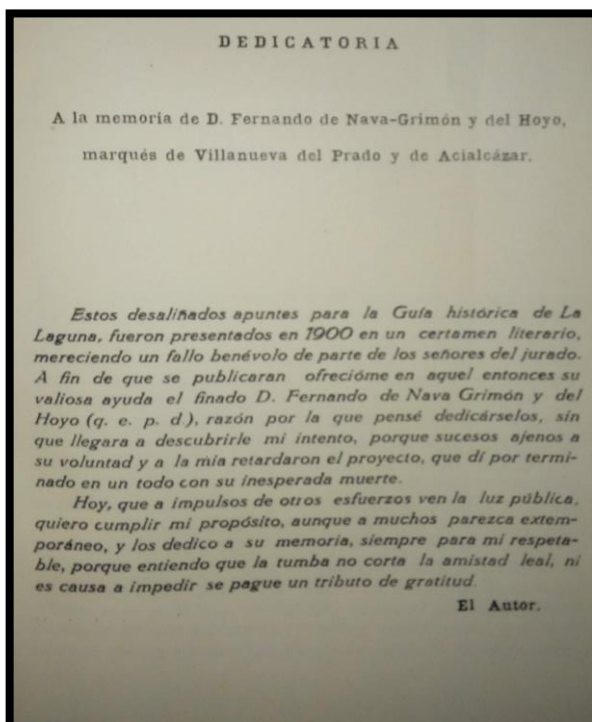 DEDICATORIA
A la memoria de D. Fernando de Nava-Grimón y del Hoyo,
marqués de Villanueva del Prado y de Acialcázar.
Estos desaliñados apuntes para la Guía histórica de La
Laguna, fueron presentados en 1900 en un certamen literario,
mereciendo un fallo benévolo de parte de los señores del jurado.
A fin de que se publicaran ofrecióme en aquel entonces su
valiosa ayuda el finado D. Fernando de Nava Grimón y del
Hoyo (q. e. p. d.), razón por la que pensé dedicárselos, sin
que llegara a descubrirle mi intento, porque sucesos ajenos a
su voluntad y a la mia retardaron el proyecto, que dí por termi-
nado en un todo con su inesperada muerte.
Hoy, que a impulsos de otros esfuerzos ven la luz pública,
quiero cumplir mi propósito, aunque a muchos parezca extem-
poráneo, y los dedico a su memoria, siempre para mi respeta-
ble, porque entiendo que la tumba no corta la amistad leal, ni
es causa a impedir se pague un tributo de gratitud.
El Autor.